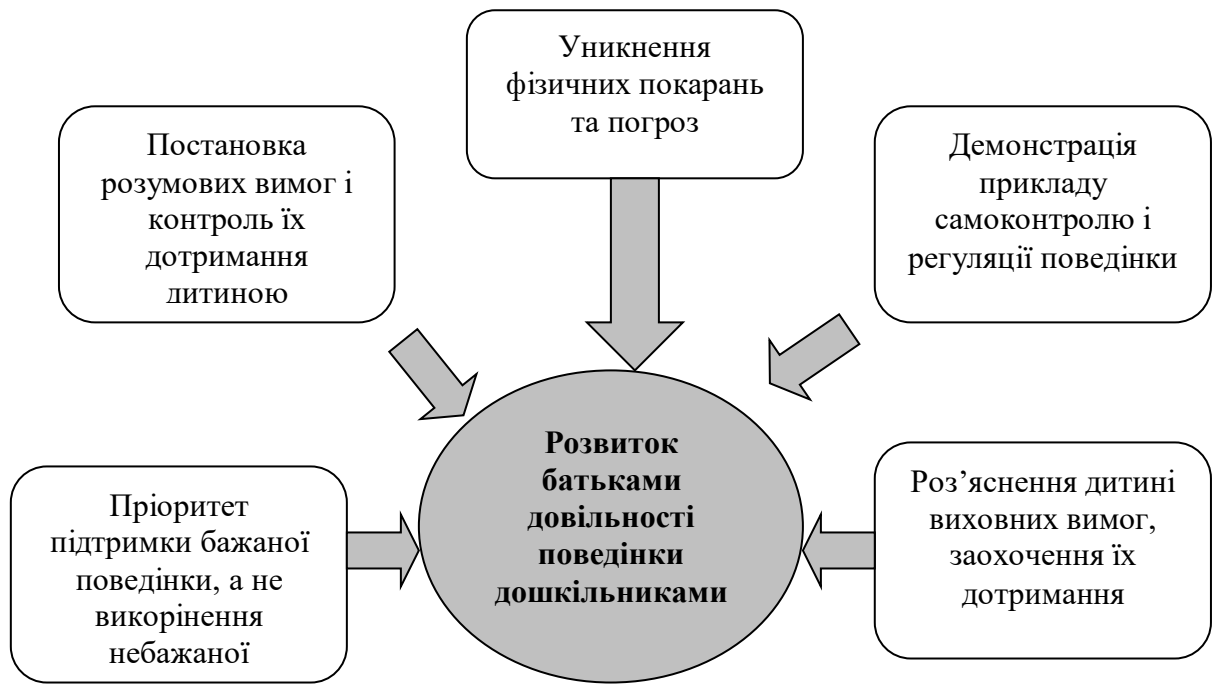 Уникнення
фізичних покарань
та погроз
Постановка
розумових вимог і
контроль їх
дотримання
дитиною
Демонстрація
прикладу
самоконтролю і
регуляції поведінки
Розвиток
батьками
довільності
поведінки
дошкільниками
Пріоритет
підтримки бажаної
поведінки, а не
викорінення
небажаної
Роз’яснення дитині
виховних вимог,
заохочення їх
дотримання